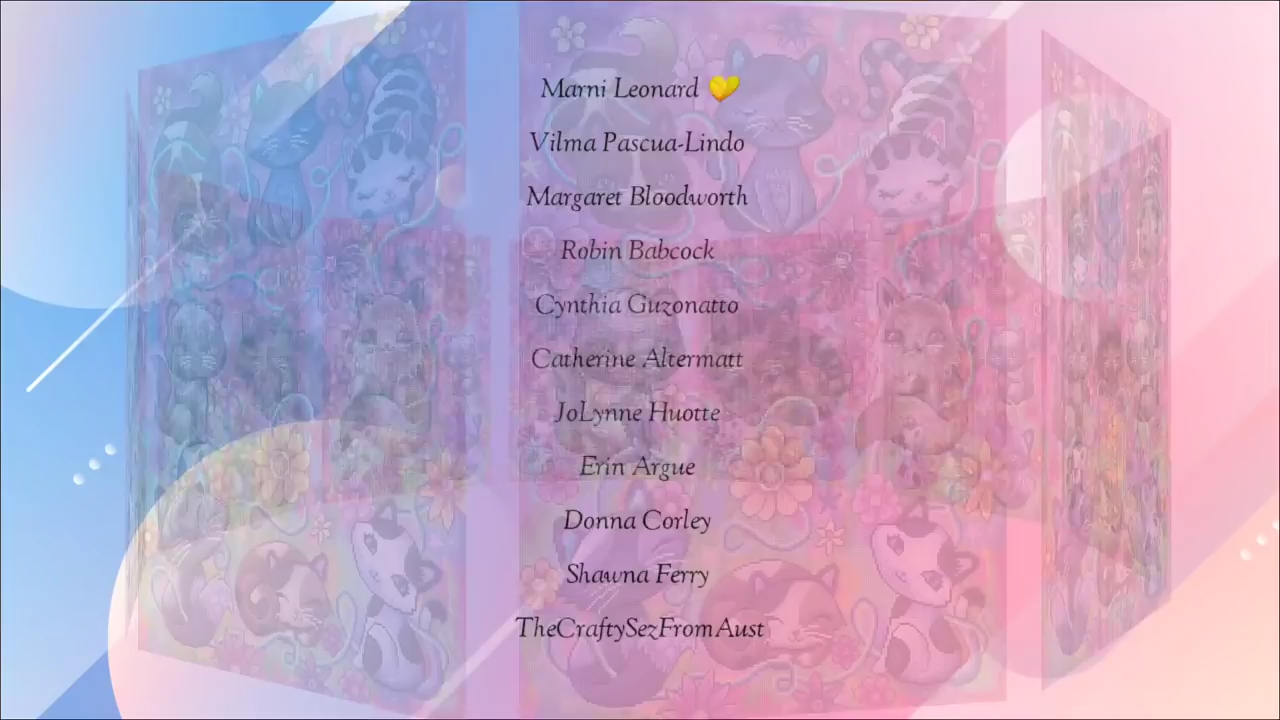 Marni Leonard 💛
Vilma Pascua-Lindo
Margaret Bloodworth
Robin Babcock
Cynthia Guzonatto
Catherine Altermatt
JoLynne Huotte
Erin Argue
Donna Corley
Shawna Ferry
TheCraftySezFromAust